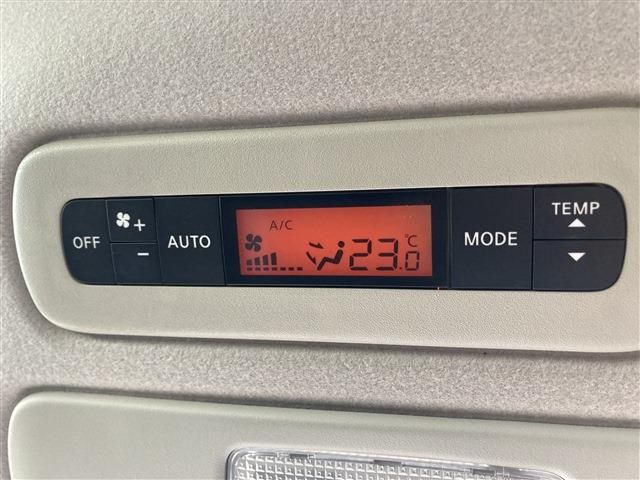 OFF
+
-
AUTO
A/C
23.0 °C
MODE
TEMP